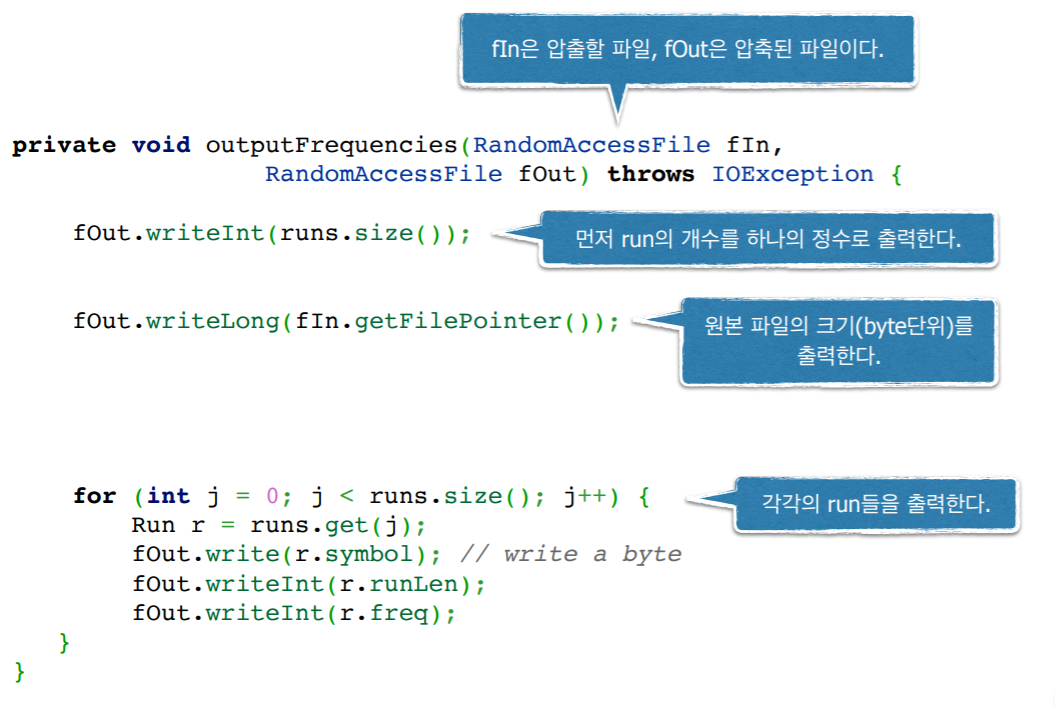 fIn은 압출할 파일, fOut은 압축된 파일이다.
private void outputFrequencies(RandomAccessFile fIn,
RandomAccessFile fOut) throws IOException {
fOut.writeInt(runs.size());
먼저 run의 개수를 하나의 정수로 출력한다.
fOut.writeLong(fIn.getFilePointer());
원본 파일의 크기(byte단위)를
출력한다.
for (int j = 0; j < runs.size(); j++) {
각각의 run들을 출력한다.
Run r = runs.get(j);
fOut.write(r.symbol); // write a byte
fOut.writeInt(r.runLen);
fOut.writeInt(r.freq);
}
}